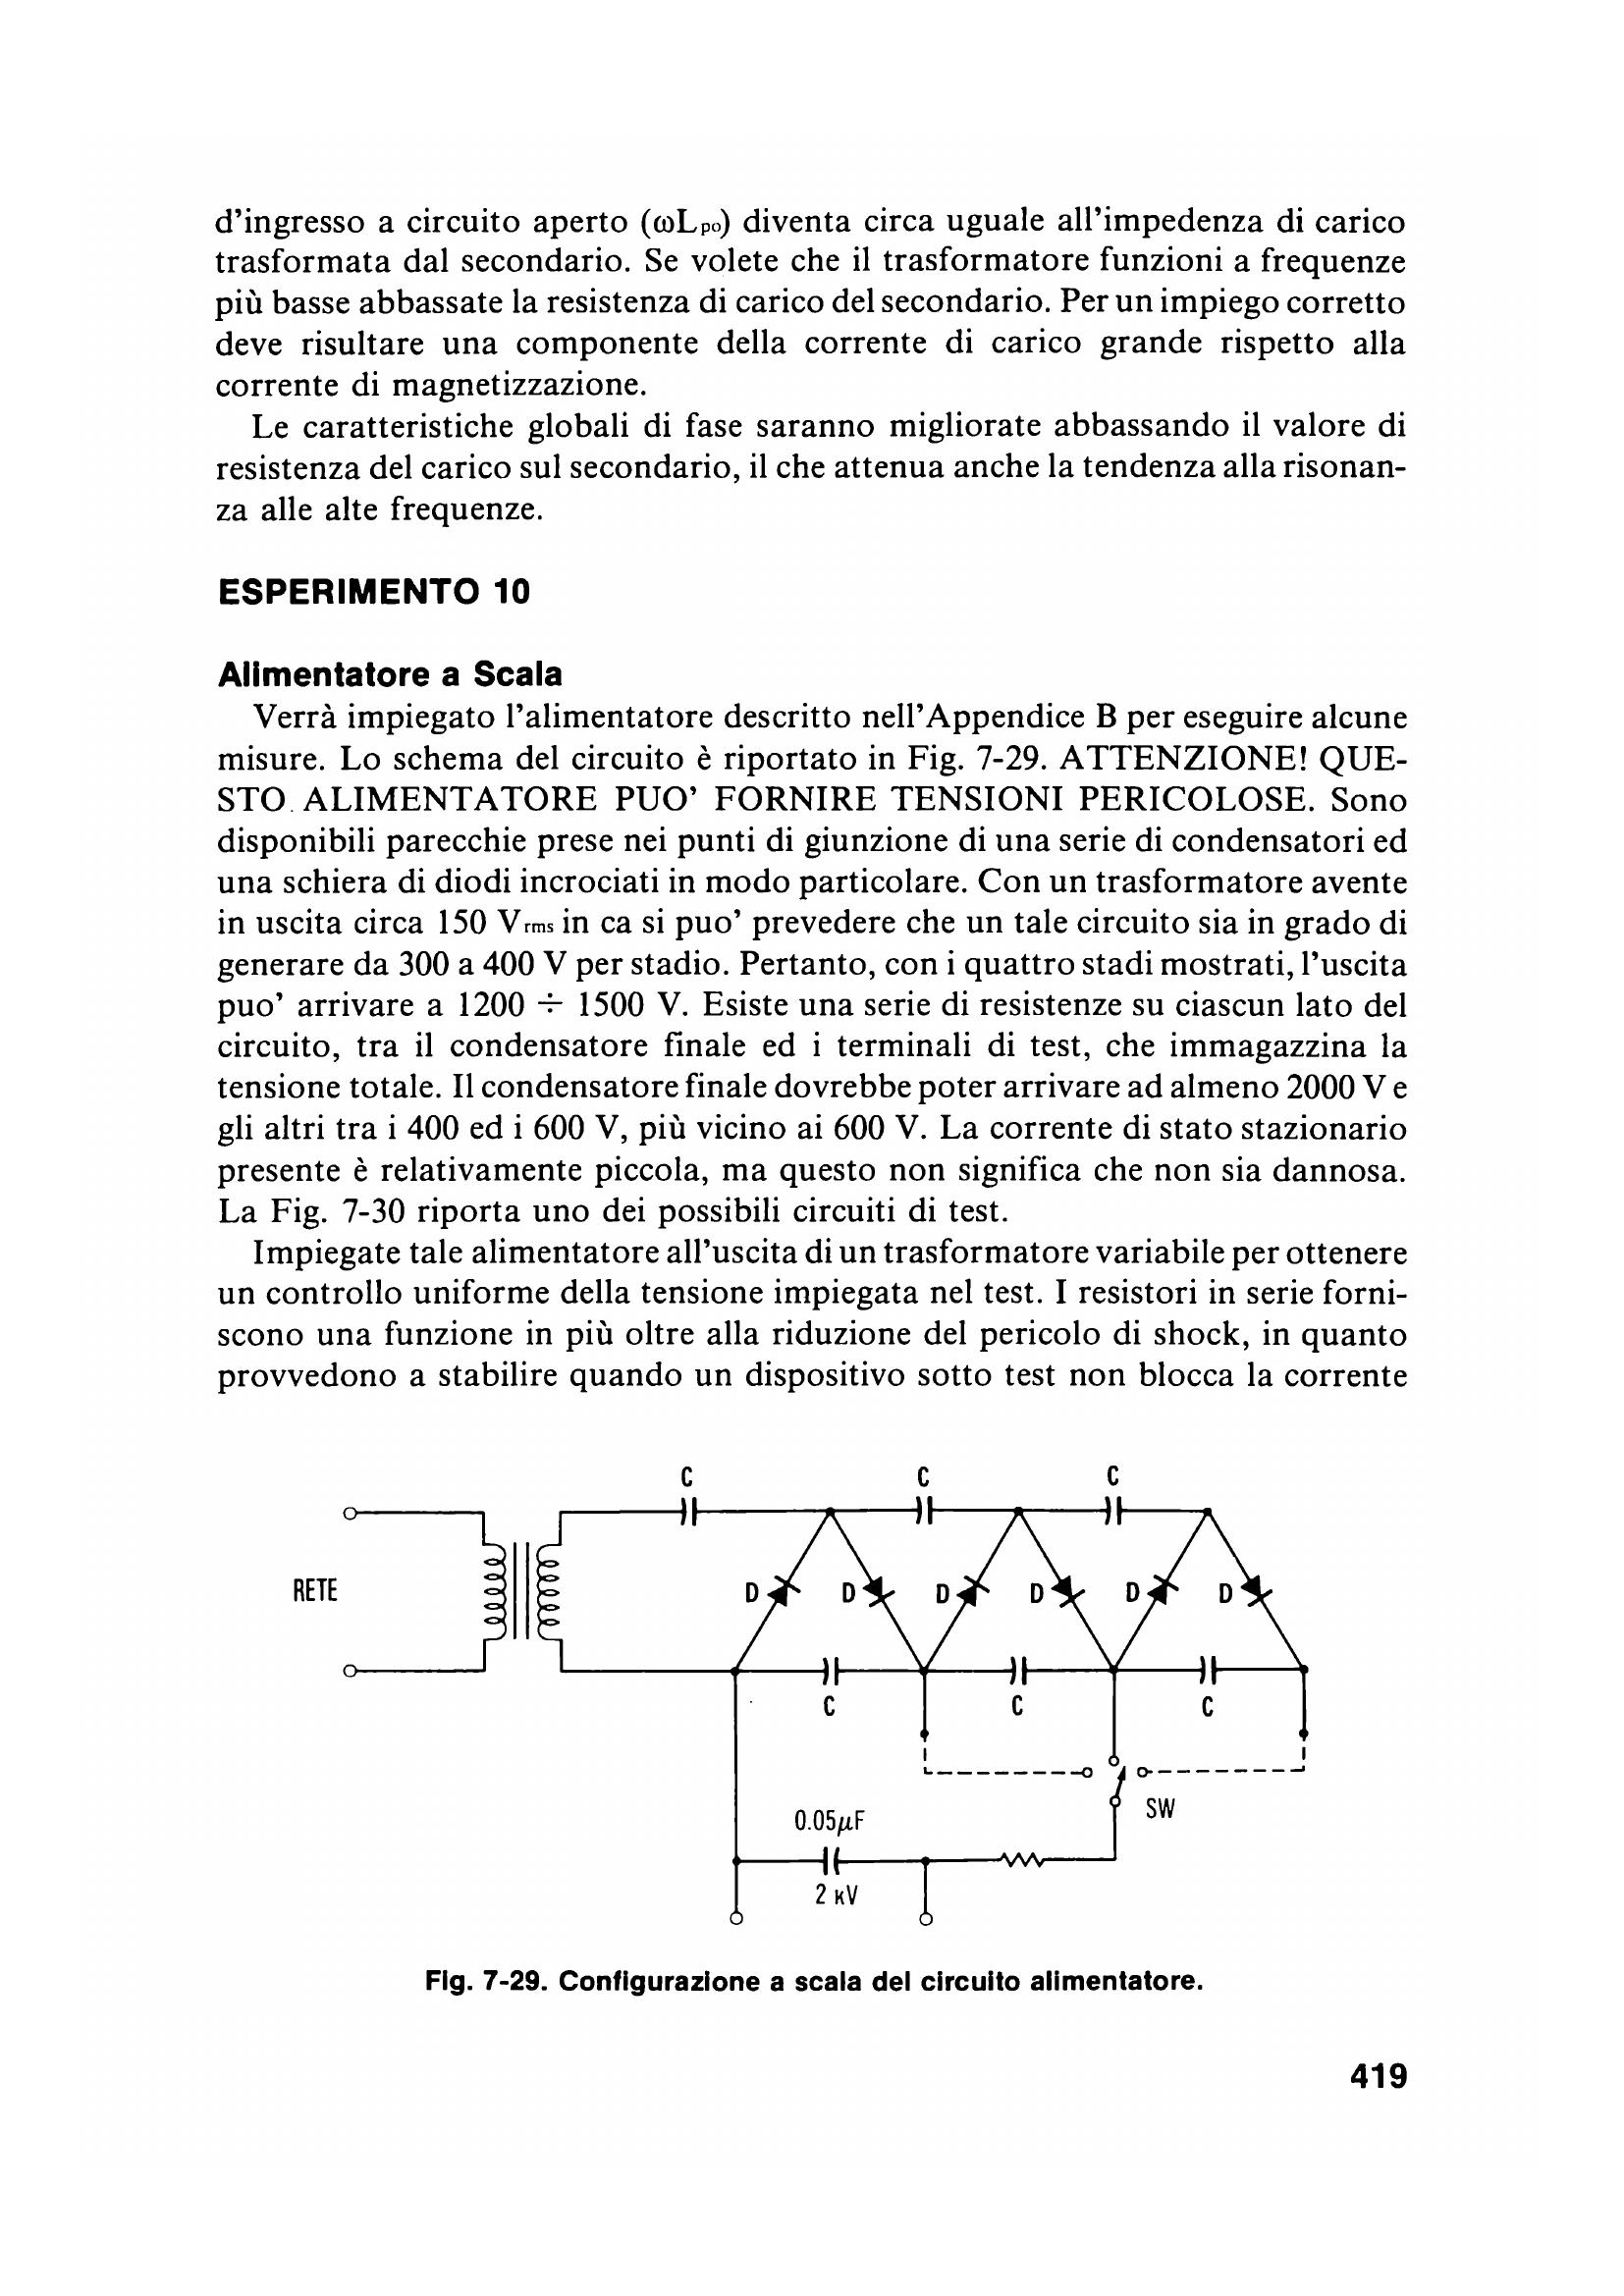 d'ingresso a circuito aperto (ωLpo) diventa circa uguale all'impedenza di carico
trasformata dal secondario. Se volete che il trasformatore funzioni a frequenze
più basse abbassate la resistenza di carico del secondario. Per un impiego corretto
deve risultare una componente della corrente di carico grande rispetto alla
corrente di magnetizzazione.
Le caratteristiche globali di fase saranno migliorate abbassando il valore di
resistenza del carico sul secondario, il che attenua anche la tendenza alla risonan-
za alle alte frequenze.
ESPERIMENTO 10
Alimentatore a Scala
Verrà impiegato l'alimentatore descritto nell'Appendice B per eseguire alcune
misure. Lo schema del circuito è riportato in Fig. 7-29. ATTENZIONE! QUE-
STO ALIMENTATORE PUO' FORNIRE TENSIONI PERICOLOSE. Sono
disponibili parecchie prese nei punti di giunzione di una serie di condensatori ed
una schiera di diodi incrociati in modo particolare. Con un trasformatore avente
in uscita circa 150 Vrms in ca si puo' prevedere che un tale circuito sia in grado di
generare da 300 a 400 V per stadio. Pertanto, con i quattro stadi mostrati, l'uscita
puo' arrivare a 1200 ÷ 1500 V. Esiste una serie di resistenze su ciascun lato del
circuito, tra il condensatore finale ed i terminali di test, che immagazzina la
tensione totale. Il condensatore finale dovrebbe poter arrivare ad almeno 2000 V e
gli altri tra i 400 ed i 600 V, più vicino ai 600 V. La corrente di stato stazionario
presente è relativamente piccola, ma questo non significa che non sia dannosa.
La Fig. 7-30 riporta uno dei possibili circuiti di test.
Impiegate tale alimentatore all'uscita di un trasformatore variabile per ottenere
un controllo uniforme della tensione impiegata nel test. I resistori in serie forni-
scono una funzione in più oltre alla riduzione del pericolo di shock, in quanto
provvedono a stabilire quando un dispositivo sotto test non blocca la corrente
C C C
RETE D D D D D D
C C C
SW
0.05µF
2 KV
Fig. 7-29. Configurazione a scala del circuito alimentatore.
419